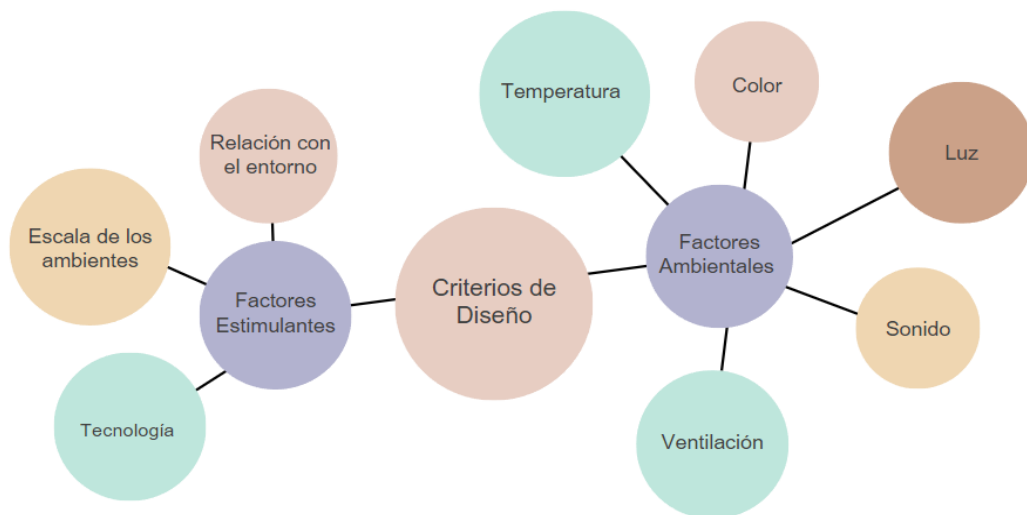 Temperatura
Color
Luz
Relación con
el entorno
Escala de los
ambientes
Factores
Ambientales
Criterios de
Diseño
Factores
Estimulantes
Sonido
Tecnología
Ventilación